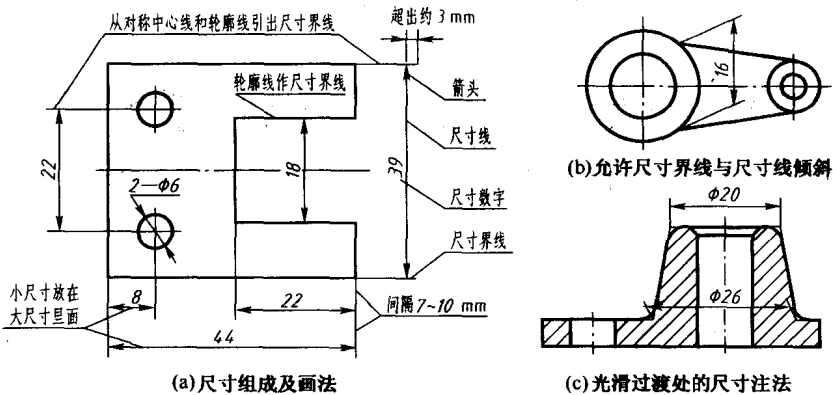 从对称中心线和轮廓线引出尺寸界线
超出约 3 mm
轮廓线作尺寸界线
箭头
尺寸线
尺寸数字
尺寸界线
22
2—Φ6
18
39
8
22
44
小尺寸放在
大尺寸里面
间隔 7~10 mm
(a) 尺寸组成及画法
16
(b) 允许尺寸界线与尺寸线倾斜
Φ20
Φ26
(c) 光滑过渡处的尺寸注法